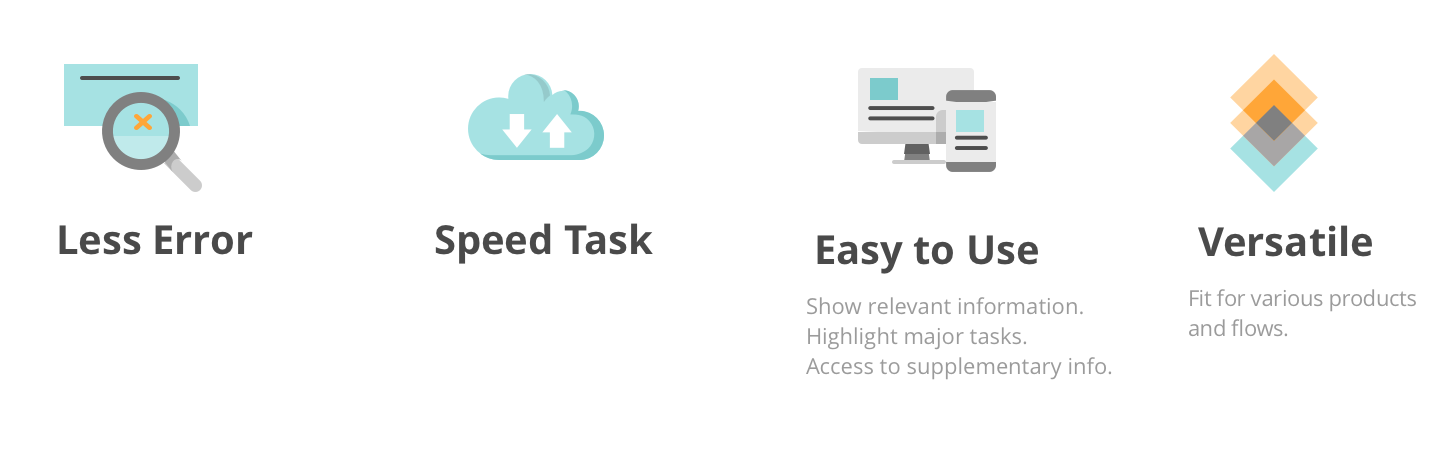 Less Error
Speed Task
Easy to Use
Show relevant information.
Highlight major tasks.
Access to supplementary info.
Versatile
Fit for various products
and flows.